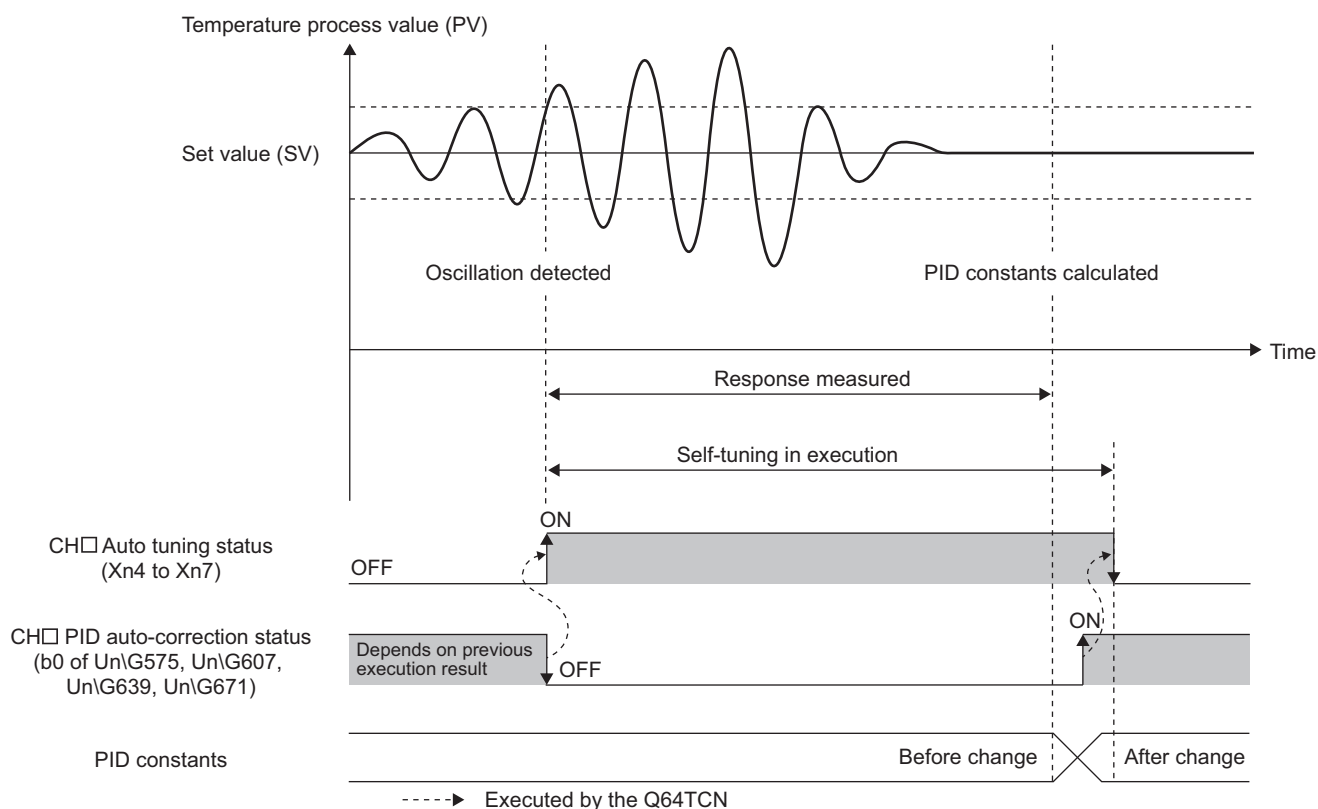 Temperature process value (PV)
Set value (SV)
Oscillation detected
PID constants calculated
Time
Response measured
Self-tuning in execution
ON
CH□ Auto tuning status
(Xn4 to Xn7)
OFF
ON
CH□ PID auto-correction status
(b0 of Un\G575, Un\G607,
Un\G639, Un\G671)
Depends on previous
execution result
OFF
PID constants
Before change
After change
Executed by the Q64TCN